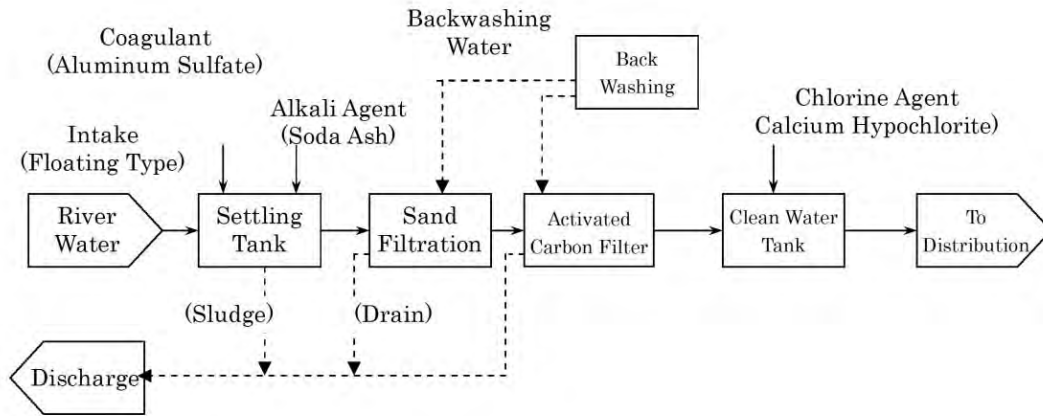 Coagulant
(Aluminum Sulfate)
Backwashing
Water
Back
Washing
Alkali Agent
(Soda Ash)
Chlorine Agent
Calcium Hypochlorite)
Intake
(Floating Type)
River
Water
Settling
Tank
Sand
Filtration
Activated
Carbon Filter
Clean Water
Tank
To
Distribution
(Sludge)
(Drain)
Discharge